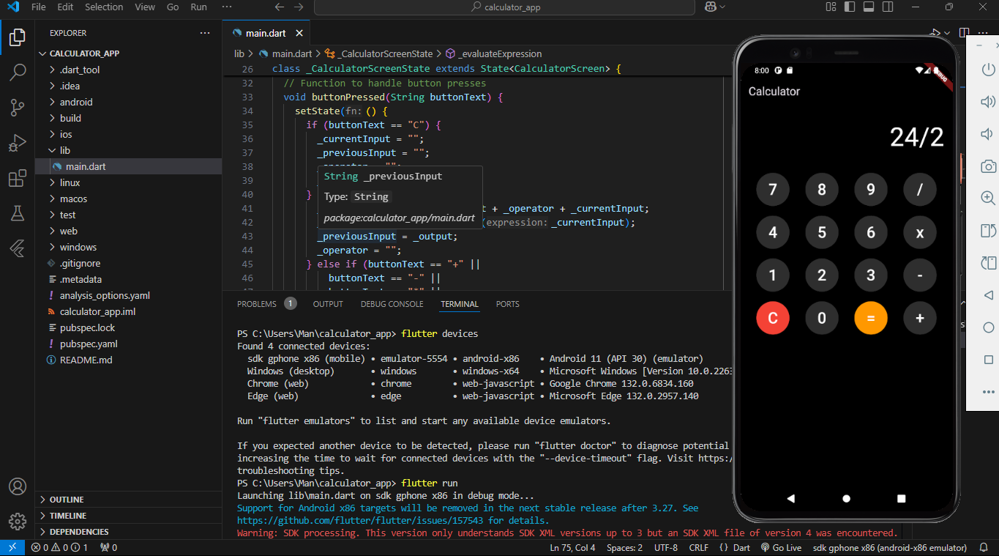 File Edit Selection View Go Run ··· calculator_app
EXPLORER ···
CALCULATOR_APP
.dart_tool
.idea
android
build
ios
lib
main.dart
linux
macos
test
web
windows
.gitignore
.metadata
analysis_options.yaml
calculator_app.iml
pubspec.lock
pubspec.yaml
README.md
OUTLINE
TIMELINE
DEPENDENCIES
main.dart
lib > main.dart > _CalculatorScreenState > _evaluateExpression
26 class _CalculatorScreenState extends State<CalculatorScreen> {
32 // Function to handle button presses
33 void buttonPressed(String buttonText) {
34 setState(fn: () {
35 if (buttonText == "C") {
36 _currentInput = "";
37 _previousInput = "";
38
39
40 }
41 + _operator + _currentInput;
42 (expression: _currentInput);
43 _previousInput = _output;
44 _operator = "";
45 } else if (buttonText == "+" ||
46 buttonText == "-" ||
String _previousInput
Type: String
package:calculator_app/main.dart
PROBLEMS 1 OUTPUT DEBUG CONSOLE TERMINAL PORTS
PS C:\Users\Man\calculator_app> flutter devices
Found 4 connected devices:
sdk gphone x86 (mobile) • emulator-5554 • android-x86 • Android 11 (API 30) (emulator)
Windows (desktop) • windows • windows-x64 • Microsoft Windows [Version 10.0.2263
Chrome (web) • chrome • web-javascript • Google Chrome 132.0.6834.160
Edge (web) • edge • web-javascript • Microsoft Edge 132.0.2957.140
Run "flutter emulators" to list and start any available device emulators.
If you expected another device to be detected, please run "flutter doctor" to diagnose potential
increasing the time to wait for connected devices with the "--device-timeout" flag. Visit https:/
troubleshooting tips.
PS C:\Users\Man\calculator_app> flutter run
Launching lib\main.dart on sdk gphone x86 in debug mode...
Support for Android x86 targets will be removed in the next stable release after 3.27. See
https://github.com/flutter/flutter/issues/157543 for details.
Warning: SDK processing. This version only understands SDK XML versions up to 3 but an SDK XML file of version 4 was encountered.
8:00
Calculator
24/2
7 8 9 /
4 5 6 x
1 2 3 -
C 0 = +
0 0 1 0 Ln 75, Col 4 Spaces: 2 UTF-8 CRLF {} Dart Go Live sdk gphone x86 (android-x86 emulator)